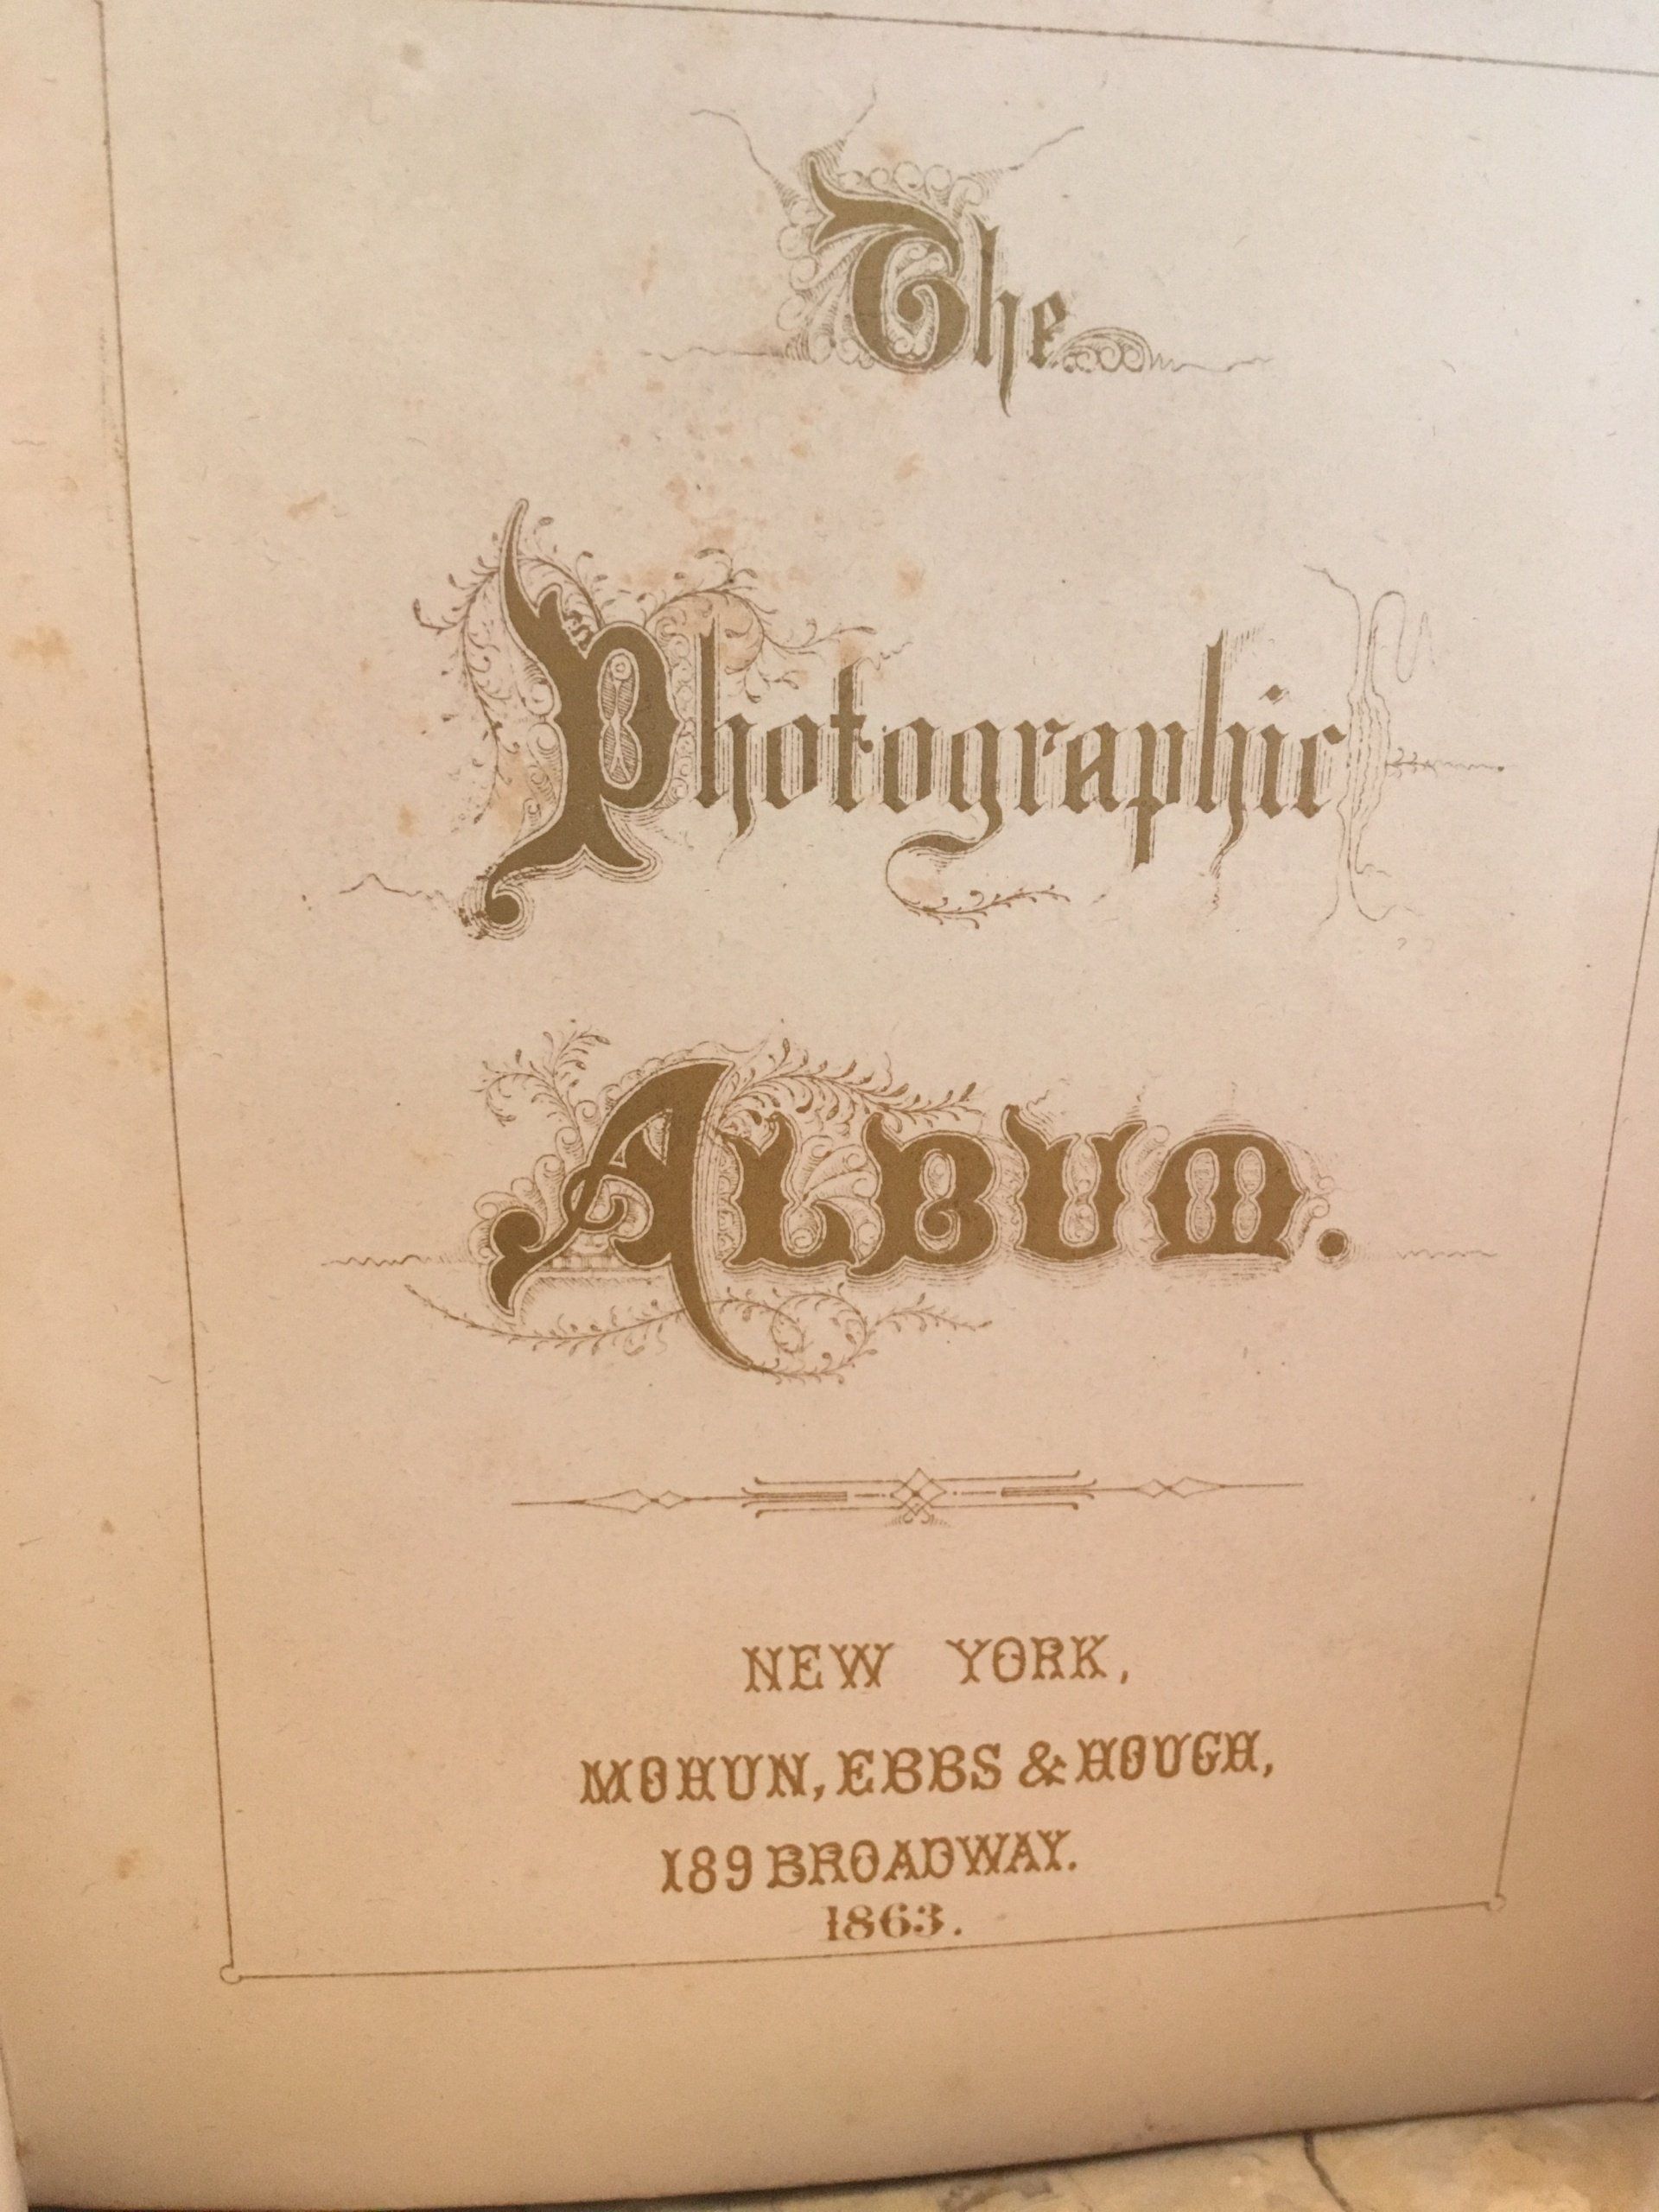 The
Photographic
ALBUM.
NEW YORK,
MOHUN, EBBS & HOUGH,
189 BROADWAY.
1863.